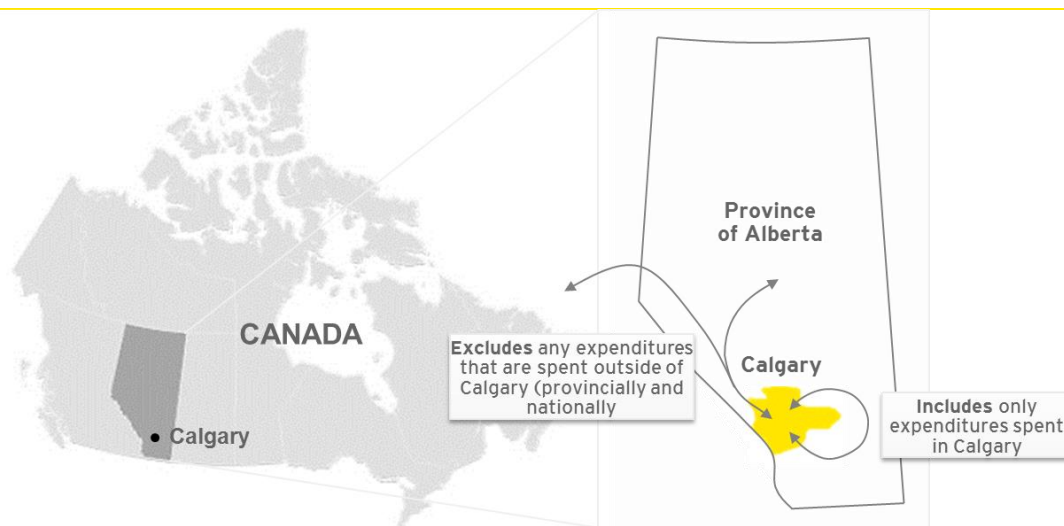 CANADA
Calgary
Province
of Alberta
Excludes any expenditures
that are spent outside of
Calgary (provincially and
nationally
Calgary
Includes only
expenditures spent
in Calgary